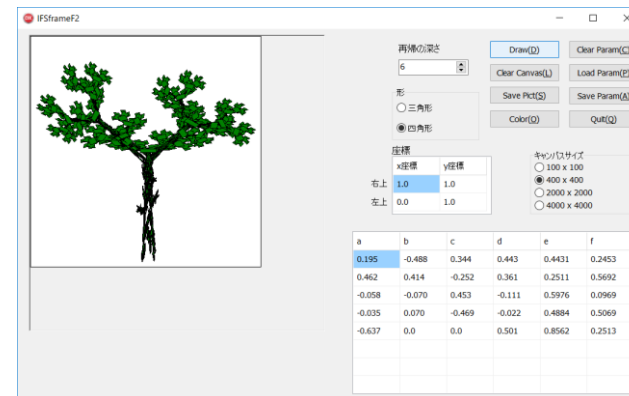 IFSframeF2
再帰の深さ
6
Draw(D)
Clear Param(C
Clear Canvas(L)
Load Param(P)
Save Pict(S)
Save Param(A)
Color(O)
Quit(Q)
形
三角形
四角形
座標
x座標 y座標
右上 1.0 1.0
左上 0.0 1.0
キャンバスサイズ
100 x 100
400 x 400
2000 x 2000
4000 x 4000
a b c d e f
0.195 -0.488 0.344 0.443 0.4431 0.2453
0.462 0.414 -0.252 0.361 0.2511 0.5692
-0.058 -0.070 0.453 -0.111 0.5976 0.0969
-0.035 0.070 -0.469 -0.022 0.4884 0.5069
-0.637 0.0 0.0 0.501 0.8562 0.2513